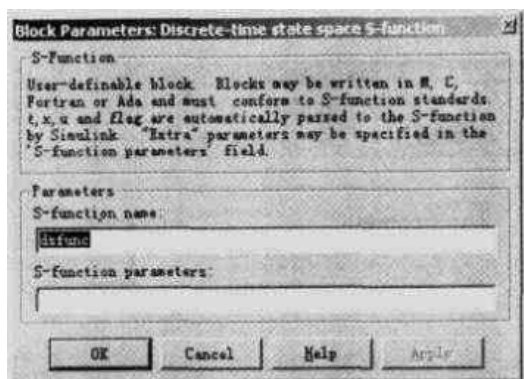 Block Parameters: Discrete-time state space S-function
S-Function
User-definable block. Blocks may be written in M, C,
Fortran or Ada and must conform to S-function standards.
t, x, u and flag are automatically passed to the S-function
by Simulink. "Extra" parameters may be specified in the
'S-function parameters' field.
Parameters
S-function name:
dsfunc
S-function parameters:
OK
Cancel
Help
Apply